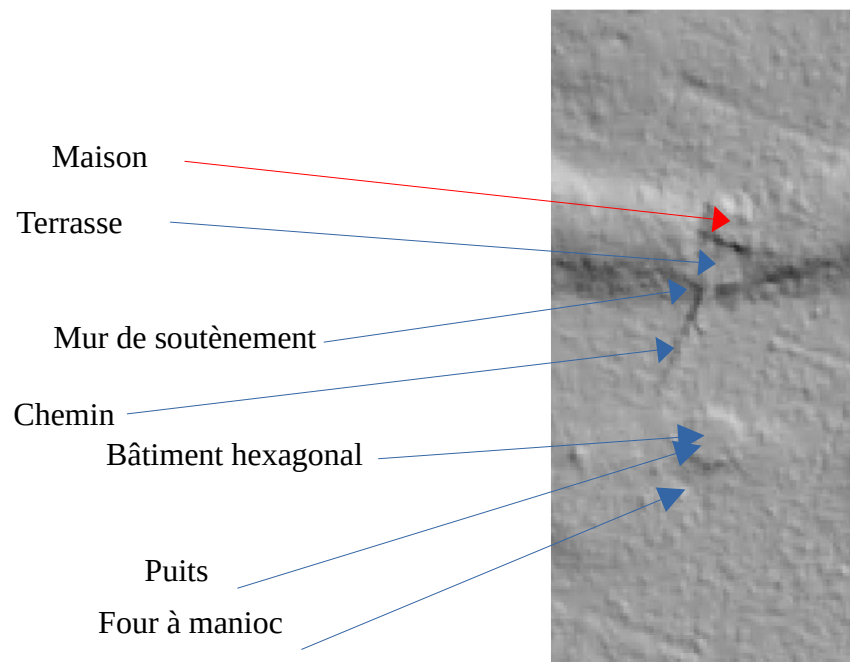 Maison
Terrasse
Mur de soutènement
Chemin
Bâtiment hexagonal
Puits
Four à manioc